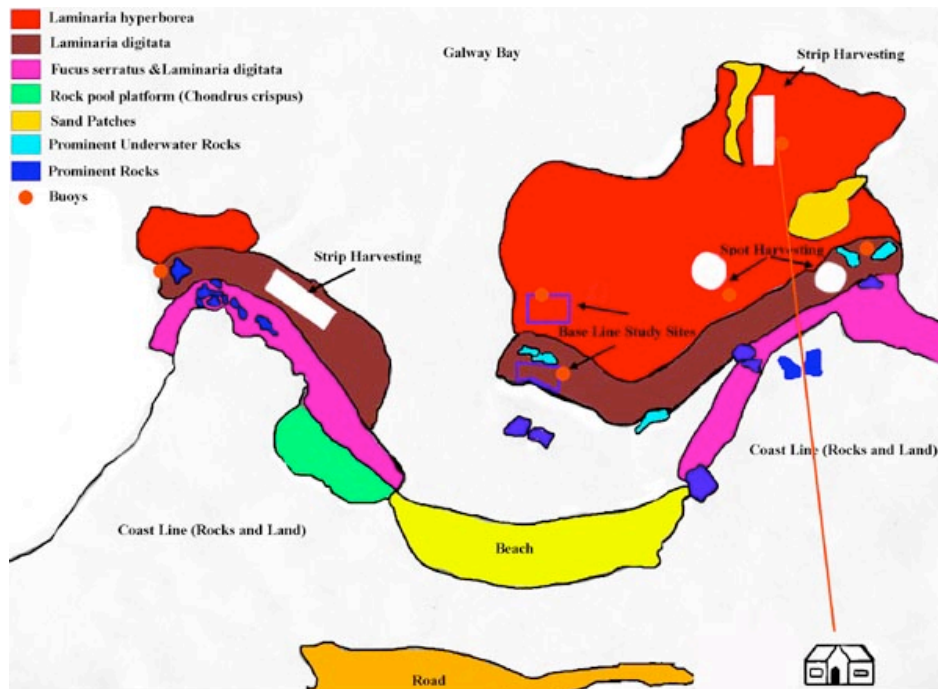 Laminaria hyperborea
Laminaria digitata
Fucus serratus &Laminaria digitata
Rock pool platform (Chondrus crispus)
Sand Patches
Prominent Underwater Rocks
Prominent Rocks
Buoys
Galway Bay
Strip Harvesting
Strip Harvesting
Spot Harvesting
Base Line Study Sites
Coast Line (Rocks and Land)
Coast Line (Rocks and Land)
Beach
Road